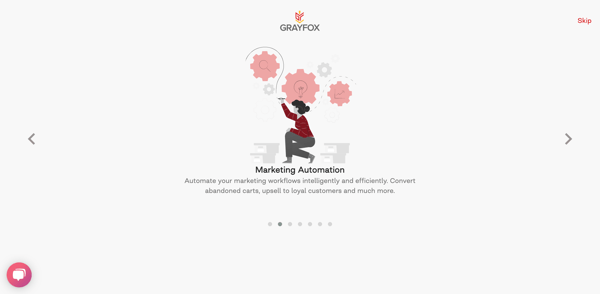 GRAYFOX
Skip
Marketing Automation
Automate your marketing workflows intelligently and efficiently. Convert
abandoned carts, upsell to loyal customers and much more.